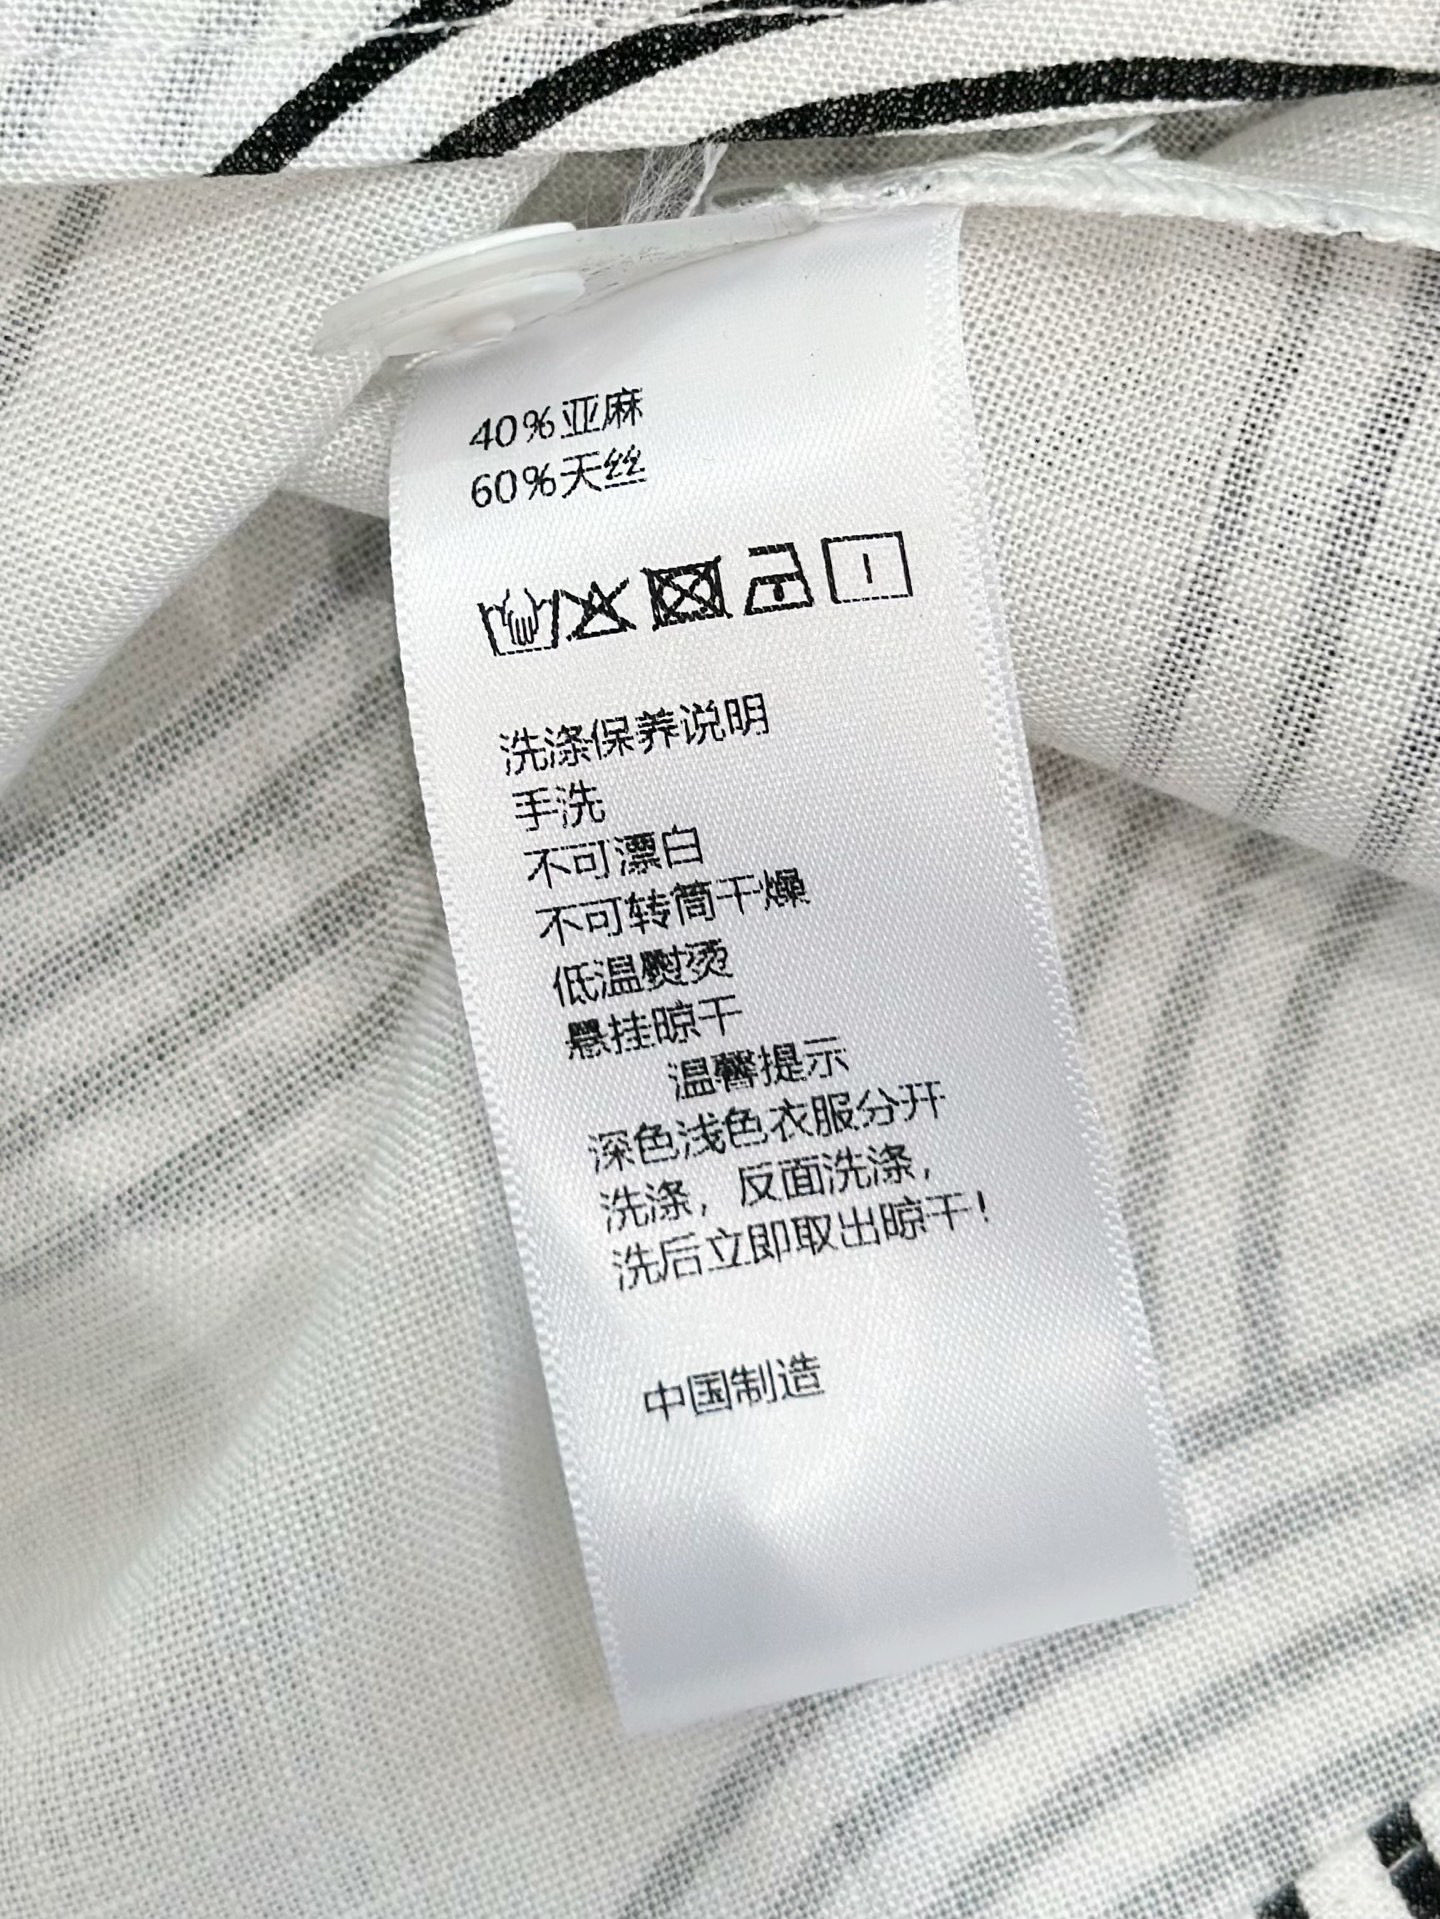 40%亚麻
60%天丝
洗涤保养说明
手洗
不可漂白
不可转筒干燥
低温熨烫
悬挂晾干
温馨提示
深色浅色衣服分开
洗涤，反面洗涤，
洗后立即取出晾干！
中国制造